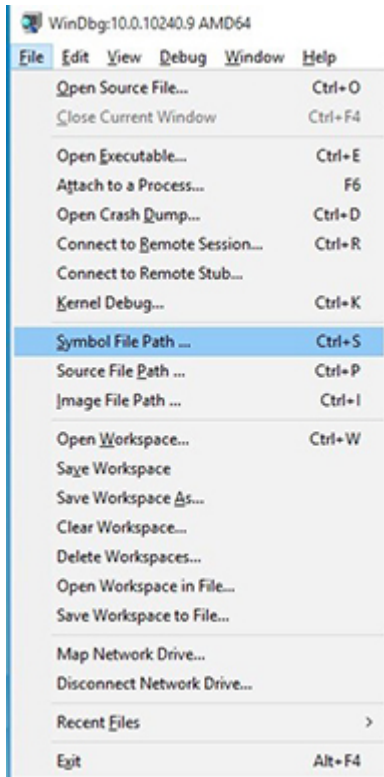 WinDbg:10.0.10240.9 AMD64
File Edit View Debug Window Help
Open Source File... Ctrl+O
Close Current Window Ctrl+F4
Open Executable... Ctrl+E
Attach to a Process... F6
Open Crash Dump... Ctrl+D
Connect to Remote Session... Ctrl+R
Connect to Remote Stub...
Kernel Debug... Ctrl+K
Symbol File Path ... Ctrl+S
Source File Path ... Ctrl+P
Image File Path ... Ctrl+I
Open Workspace... Ctrl+W
Save Workspace
Save Workspace As...
Clear Workspace...
Delete Workspaces...
Open Workspace in File...
Save Workspace to File...
Map Network Drive...
Disconnect Network Drive...
Recent Files >
Exit Alt+F4